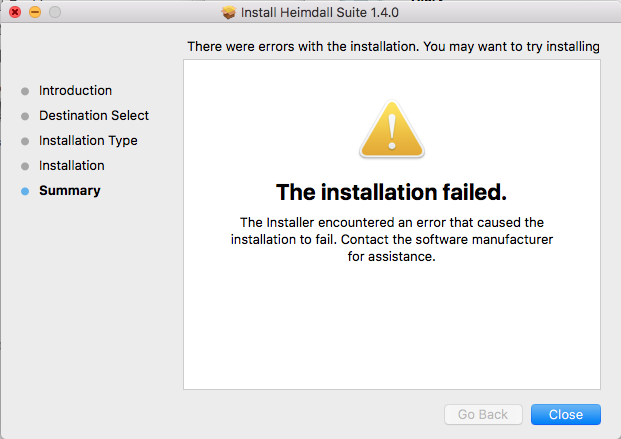 Install Heimdall Suite 1.4.0
There were errors with the installation. You may want to try installing
Introduction
Destination Select
Installation Type
Installation
Summary
The installation failed.
The Installer encountered an error that caused the
installation to fail. Contact the software manufacturer
for assistance.
Go Back
Close